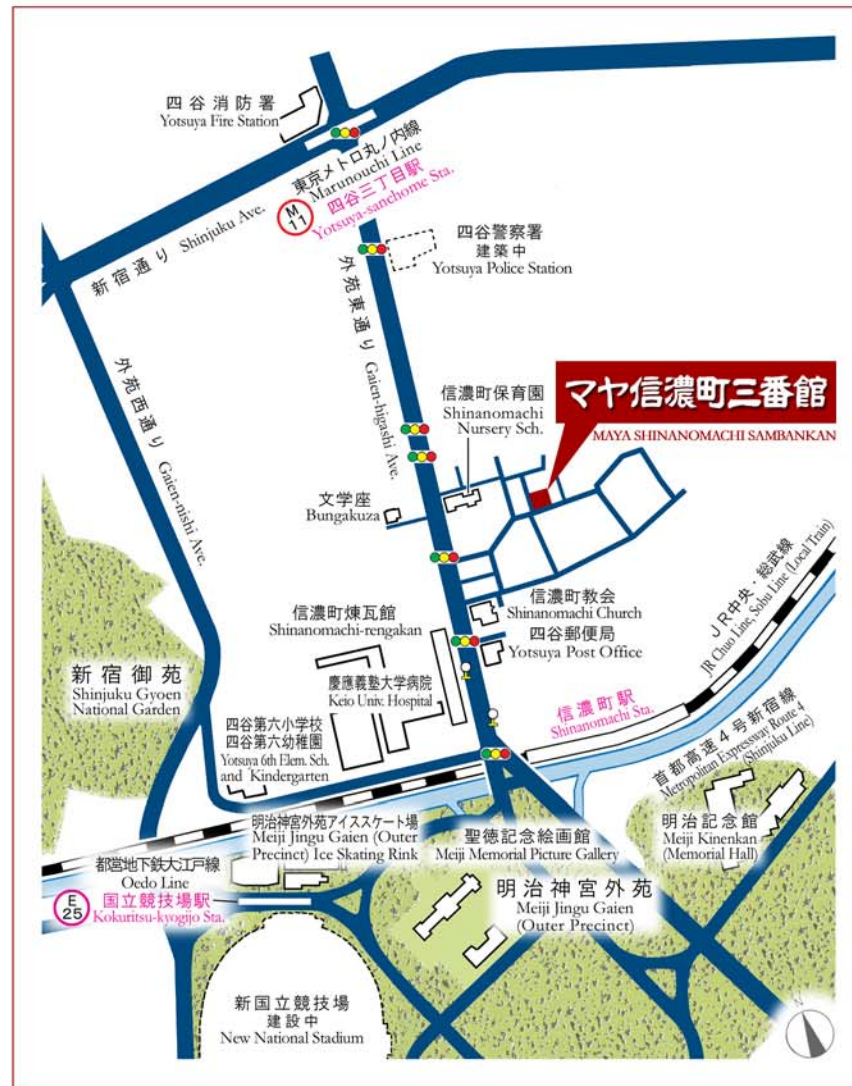 四谷消防署
Yotsuya Fire Station
東京メトロ丸ノ内線
Marunouchi Line
M
11
四谷三丁目駅
Yotsuya-sanchome Sta.
新宿通り Shinjuku Ave.
四谷警察署
建築中
Yotsuya Police Station
外苑東通り Gaien-higashi Ave.
外苑西通り Gaien-nishi Ave.
信濃町保育園
Shinanomachi
Nursery Sch.
マヤ信濃町三番館
MAYA SHINANOMACHI SAMBANKAN
文学座
Bungakuza
JR中央・総武線
JR Chuo Line, Sobu Line (Local Train)
信濃町教会
Shinanomachi Church
信濃町煉瓦館
Shinanomachi-rengakan
四谷郵便局
Yotsuya Post Office
新宿御苑
Shinjuku Gyoen
National Garden
慶應義塾大学病院
Keio Univ. Hospital
信濃町駅
Shinanomachi Sta.
四谷第六小学校
四谷第六幼稚園
Yotsuya 6th Elem. Sch.
and Kindergarten
首都高速4号新宿線
Metropolitan Expressway Route 4
(Shinjuku Line)
明治神宮外苑アイススケート場
Meiji Jingu Gaien (Outer
Precinct) Ice Skating Rink
聖徳記念絵画館
Meiji Memorial Picture Gallery
明治記念館
Meiji Kinenkan
(Memorial Hall)
都営地下鉄大江戸線
Oedo Line
E
25
国立競技場駅
Kokuritsu-kyogijo Sta.
明治神宮外苑
Meiji Jingu Gaien
(Outer Precinct)
新国立競技場
建設中
New National Stadium
N